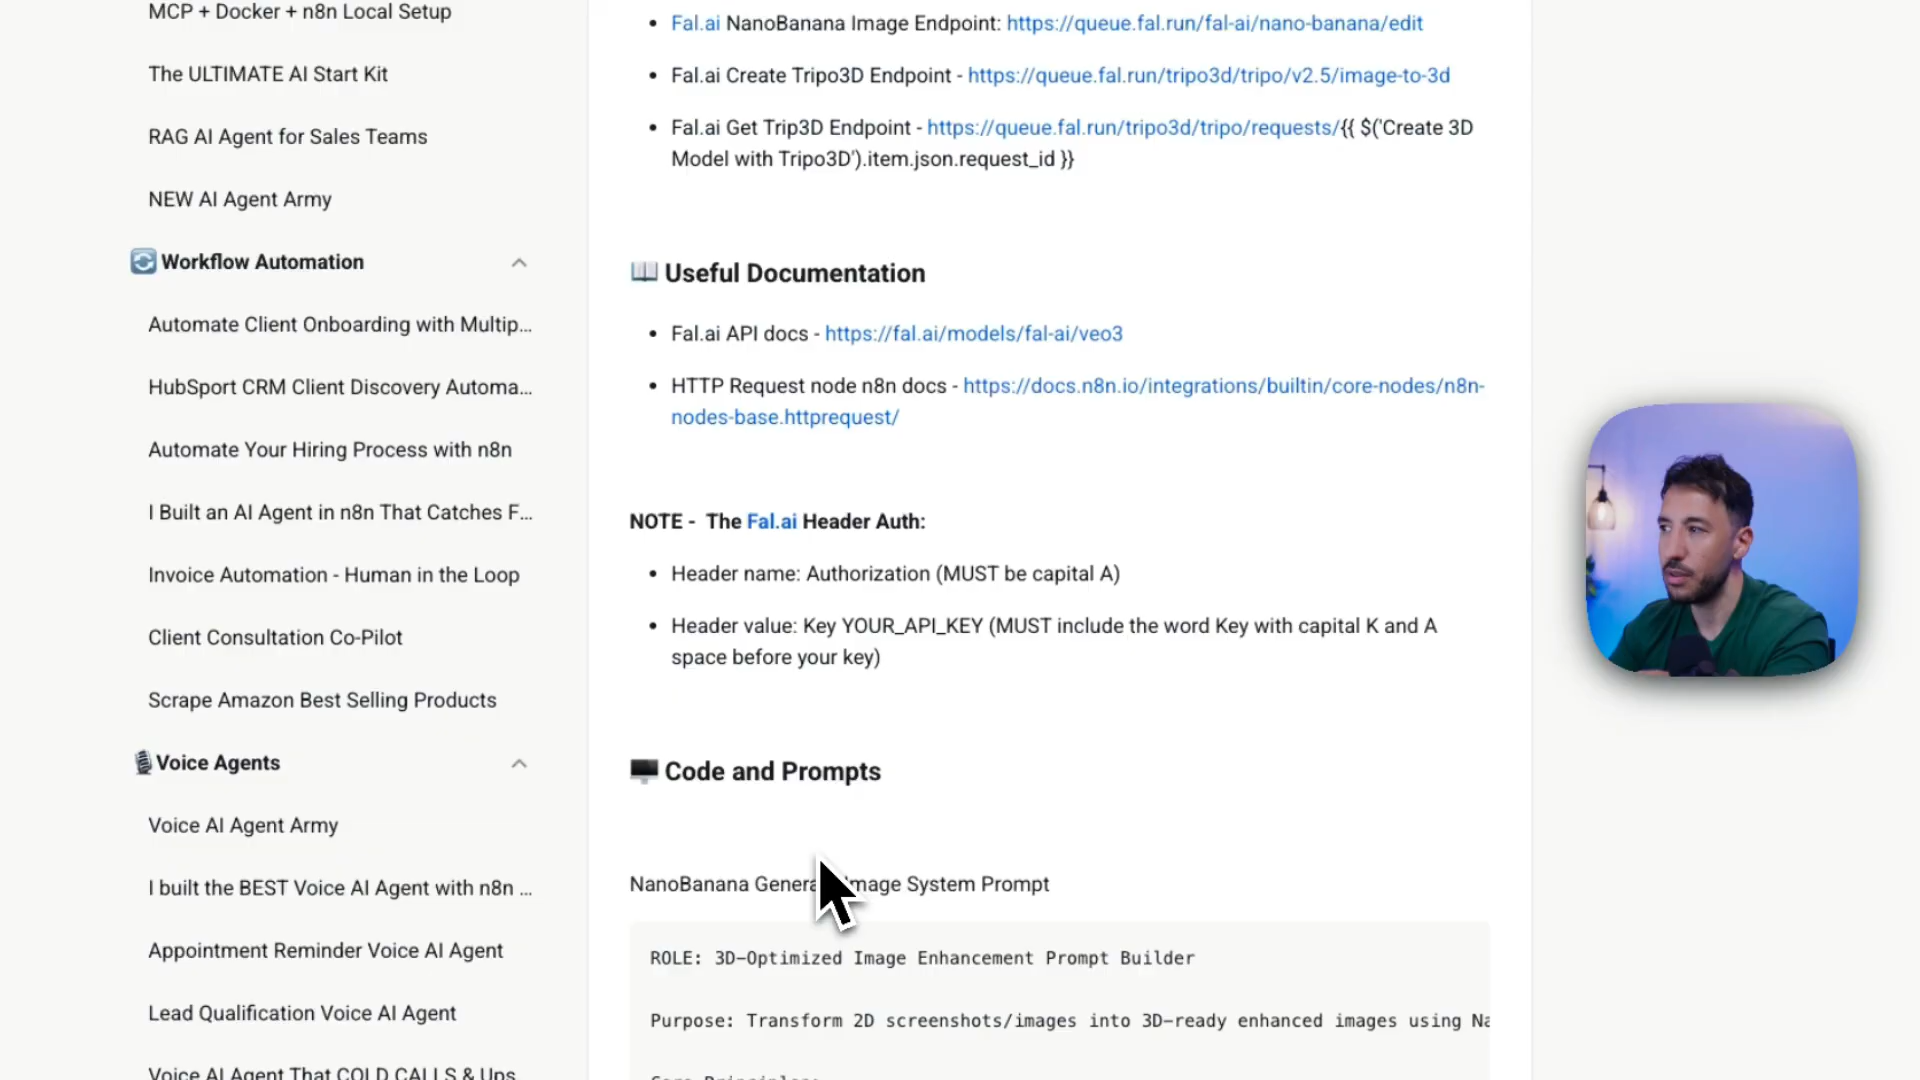 MCP + Docker + n8n Local Setup
The ULTIMATE AI Start Kit
RAG AI Agent for Sales Teams
NEW AI Agent Army
Workflow Automation
Automate Client Onboarding with Multip...
HubSport CRM Client Discovery Automa...
Automate Your Hiring Process with n8n
I Built an AI Agent in n8n That Catches F...
Invoice Automation - Human in the Loop
Client Consultation Co-Pilot
Scrape Amazon Best Selling Products
Voice Agents
Voice AI Agent Army
I built the BEST Voice AI Agent with n8n ...
Appointment Reminder Voice AI Agent
Lead Qualification Voice AI Agent
Voice AI Agent That COLD CALLS & Ups...
Fal.ai NanoBanana Image Endpoint: https://queue.fal.run/fal-ai/nano-banana/edit
Fal.ai Create Tripo3D Endpoint - https://queue.fal.run/tripo3d/tripo/v2.5/image-to-3d
Fal.ai Get Trip3D Endpoint - https://queue.fal.run/tripo3d/tripo/requests/{{ $('Create 3D
Model with Tripo3D').item.json.request_id }}
Useful Documentation
Fal.ai API docs - https://fal.ai/models/fal-ai/veo3
HTTP Request node n8n docs - https://docs.n8n.io/integrations/builtin/core-nodes/n8n-
nodes-base.httprequest/
NOTE - The Fal.ai Header Auth:
Header name: Authorization (MUST be capital A)
Header value: Key YOUR_API_KEY (MUST include the word Key with capital K and A
space before your key)
Code and Prompts
NanoBanana Genera Image System Prompt
ROLE: 3D-Optimized Image Enhancement Prompt Builder
Purpose: Transform 2D screenshots/images into 3D-ready enhanced images using Na